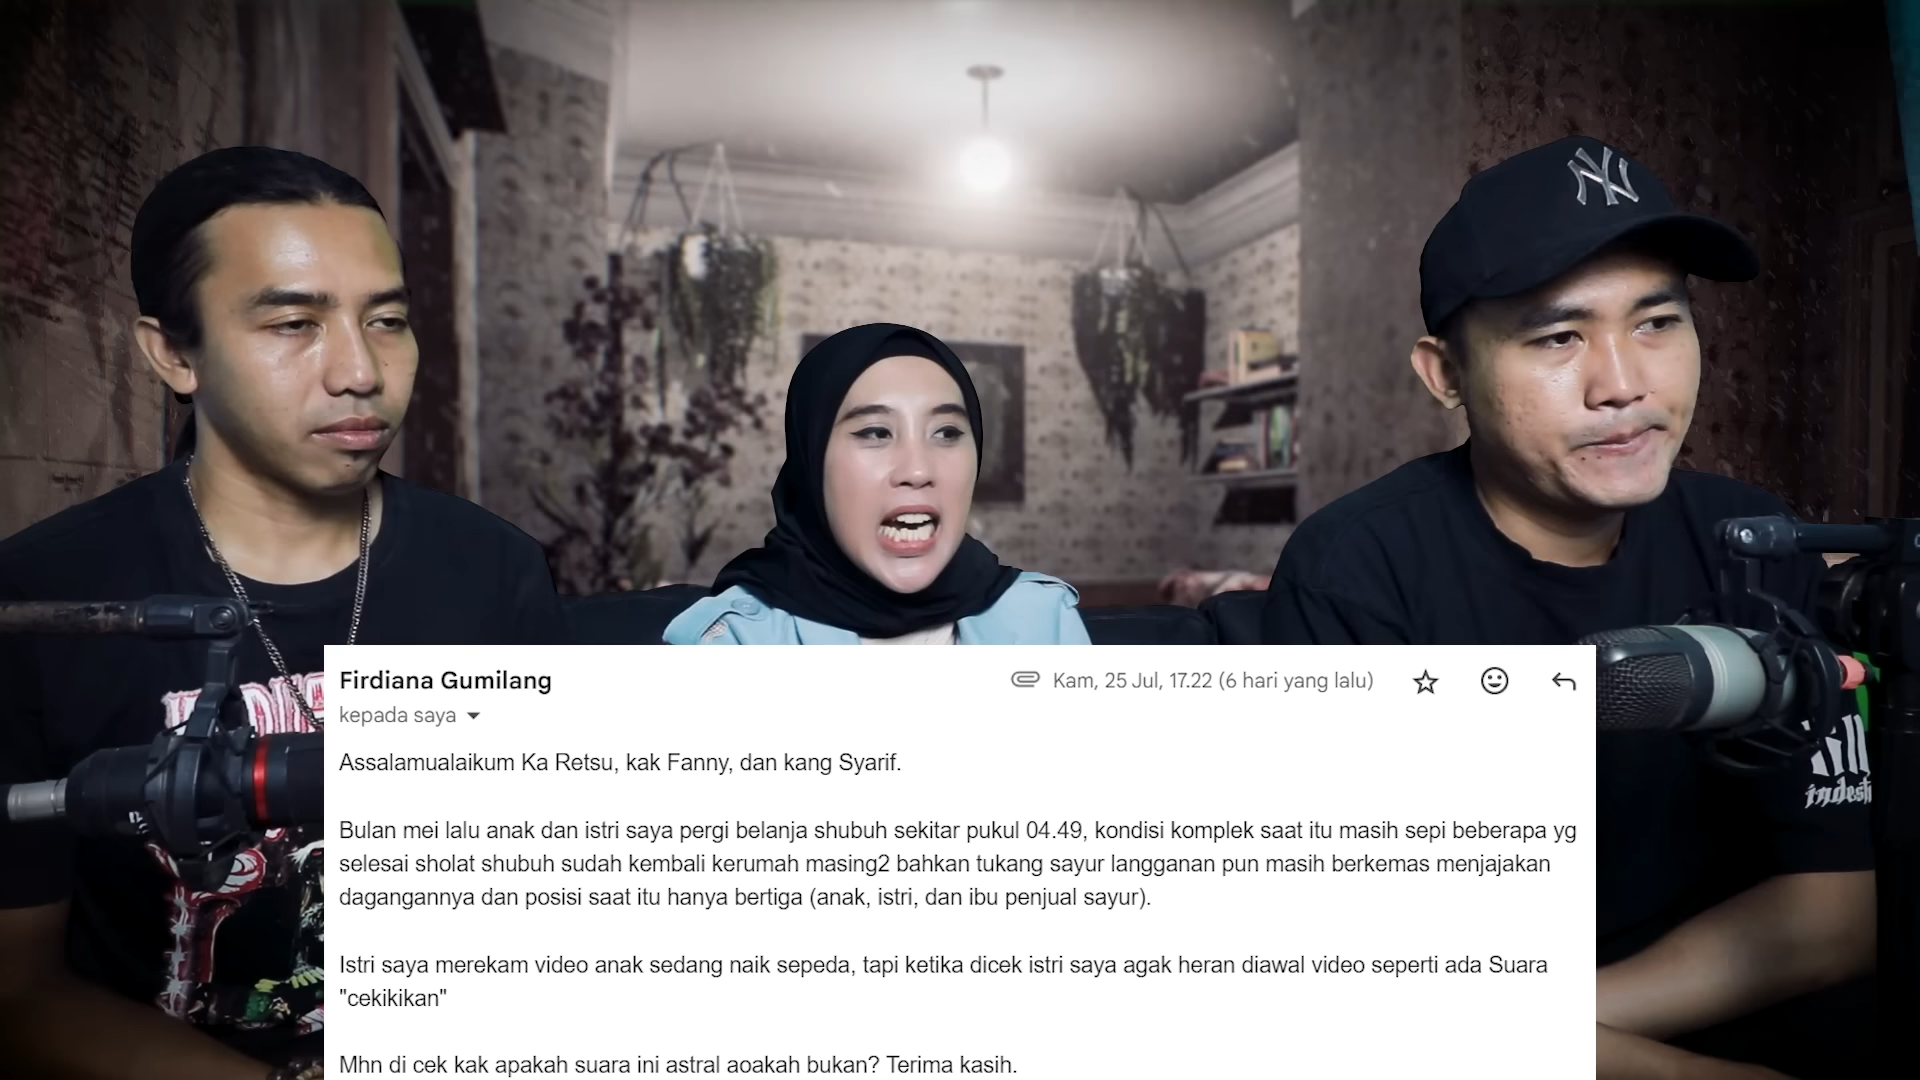 NY
Firdiana Gumilang
Kam, 25 Jul, 17.22 (6 hari yang lalu)
kepada saya
Assalamualaikum Ka Retsu, kak Fanny, dan kang Syarif.
Bulan mei lalu anak dan istri saya pergi belanja shubuh sekitar pukul 04.49, kondisi komplek saat itu masih sepi beberapa yg
selesai sholat shubuh sudah kembali kerumah masing2 bahkan tukang sayur langganan pun masih berkemas menjajakan
dagangannya dan posisi saat itu hanya bertiga (anak, istri, dan ibu penjual sayur).
Istri saya merekam video anak sedang naik sepeda, tapi ketika dicek istri saya agak heran diawal video seperti ada Suara
"cekikikan"
Mhn di cek kak apakah suara ini astral aoakah bukan? Terima kasih.